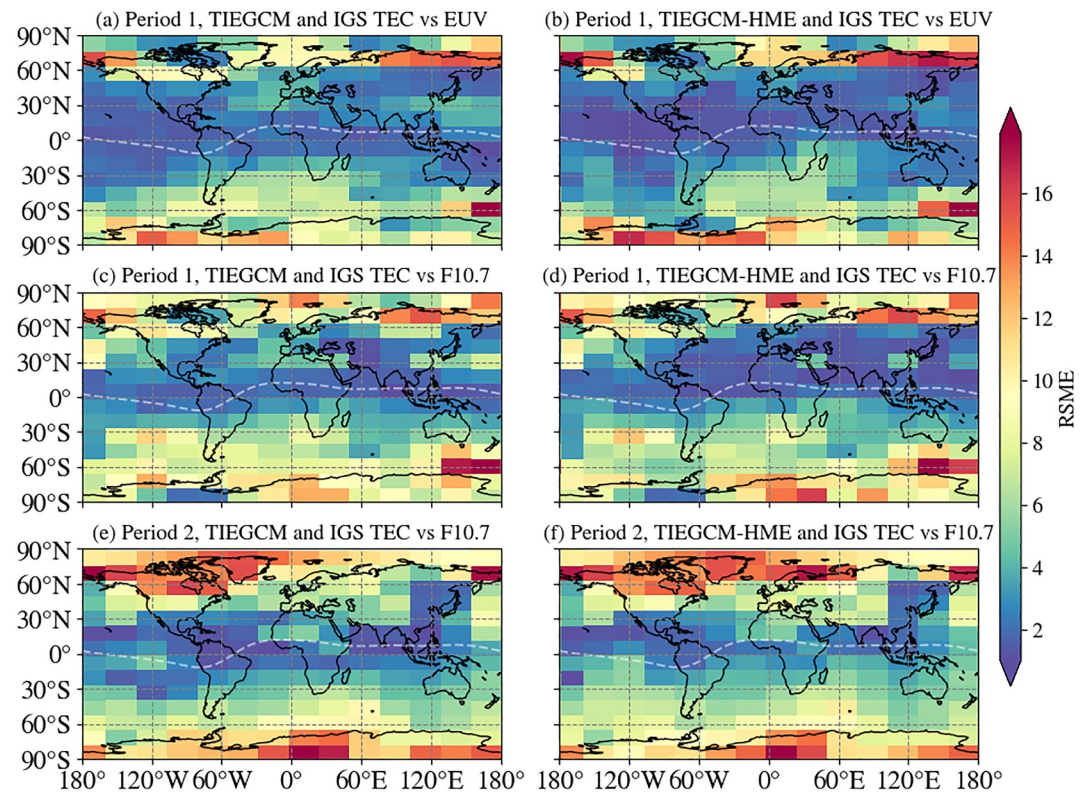 (a) Period 1, TIEGCM and IGS TEC vs EUV
(b) Period 1, TIEGCM-HME and IGS TEC vs EUV
90°N
60°N
30°N
0°
30°S
60°S
90°S
(c) Period 1, TIEGCM and IGS TEC vs F10.7
(d) Period 1, TIEGCM-HME and IGS TEC vs F10.7
90°N
60°N
30°N
0°
30°S
60°S
90°S
(e) Period 2, TIEGCM and IGS TEC vs F10.7
(f) Period 2, TIEGCM-HME and IGS TEC vs F10.7
90°N
60°N
30°N
0°
30°S
60°S
90°S
180° 120°W 60°W 0° 60°E 120°E 180°
180° 120°W 60°W 0° 60°E 120°E 180°
16
14
12
10
8
6
4
2
RSME